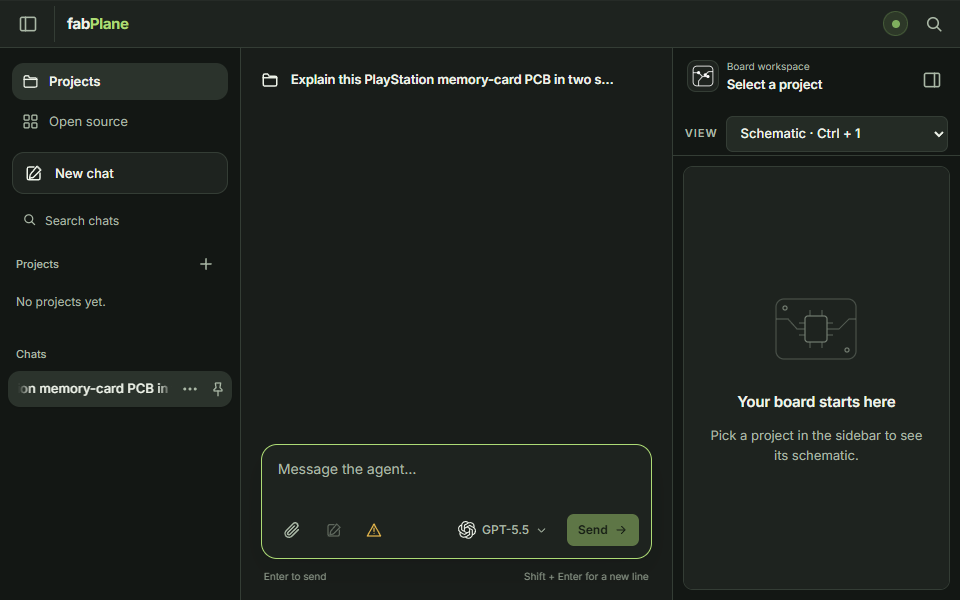 fabPlane
Projects
Open source
New chat
Search chats
Projects
No projects yet.
Chats
on memory-card PCB in
Explain this PlayStation memory-card PCB in two s...
Message the agent...
GPT-5.5
Send
Enter to send
Shift + Enter for a new line
Board workspace
Select a project
VIEW
Schematic · Ctrl + 1
Your board starts here
Pick a project in the sidebar to see
its schematic.